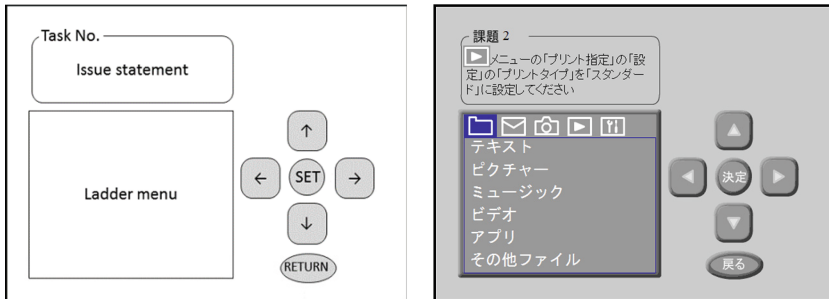 Task No.
Issue statement
Ladder menu
↑
←
SET
→
↓
RETURN
課題 2
メニューの「プリント指定」の「設
定」の「プリントタイプ」を「スタンダー
ド」に設定してください
テキスト
ピクチャー
ミュージック
ビデオ
アプリ
その他ファイル
決定
戻る